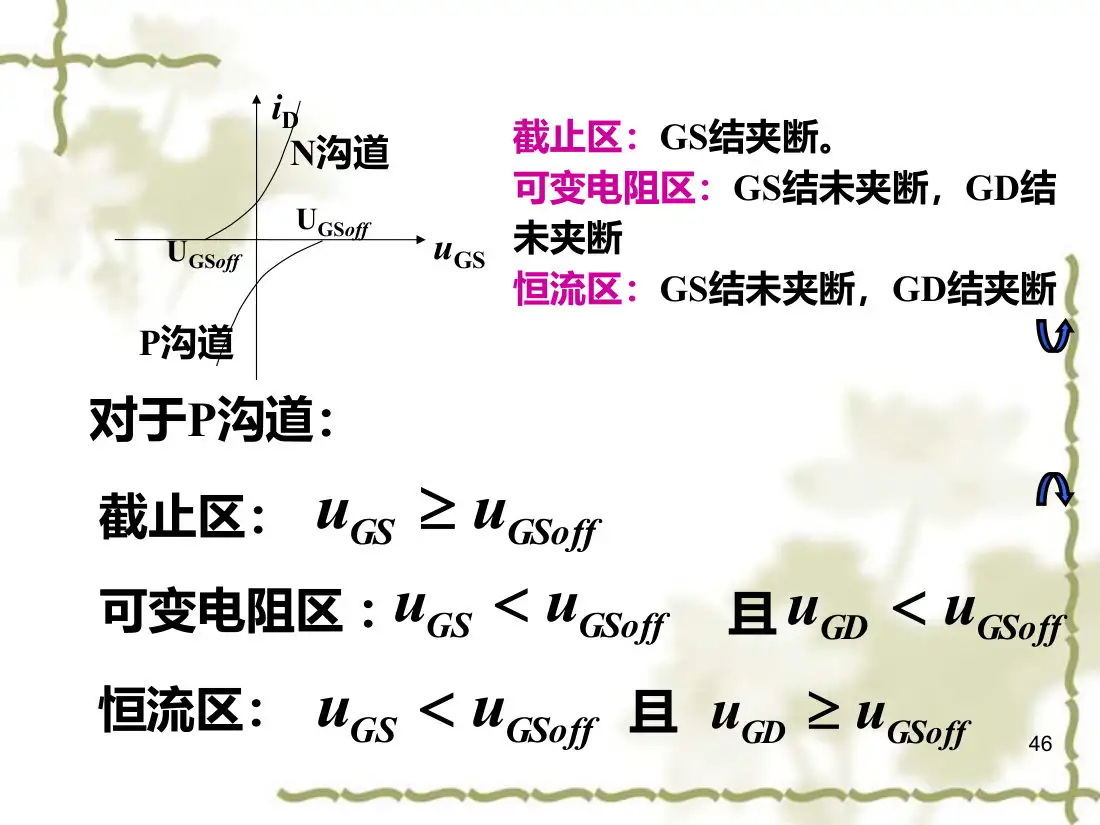 iD
N沟道
UGSoff
UGSoff
uGS
P沟道
截止区：GS结夹断。
可变电阻区：GS结未夹断，GD结
未夹断
恒流区：GS结未夹断，GD结夹断
对于P沟道：
截止区： uGS ≥ uGSoff
可变电阻区：uGS < uGSoff 且 uGD < uGSoff
恒流区： uGS < uGSoff 且 uGD ≥ uGSoff
46